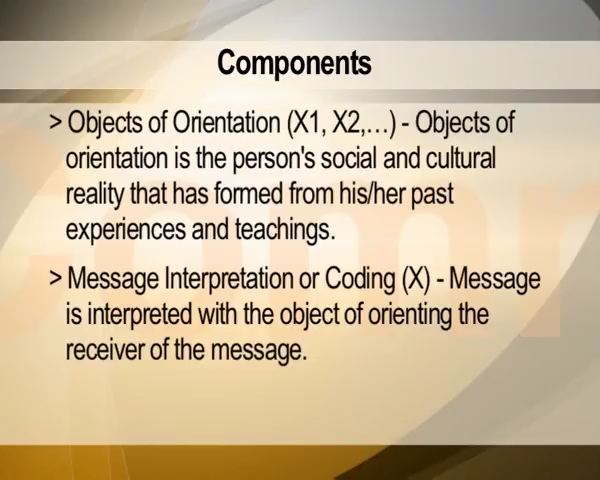 Components
> Objects of Orientation (X1, X2,...) - Objects of
orientation is the person's social and cultural
reality that has formed from his/her past
experiences and teachings.
> Message Interpretation or Coding (X) - Message
is interpreted with the object of orienting the
receiver of the message.